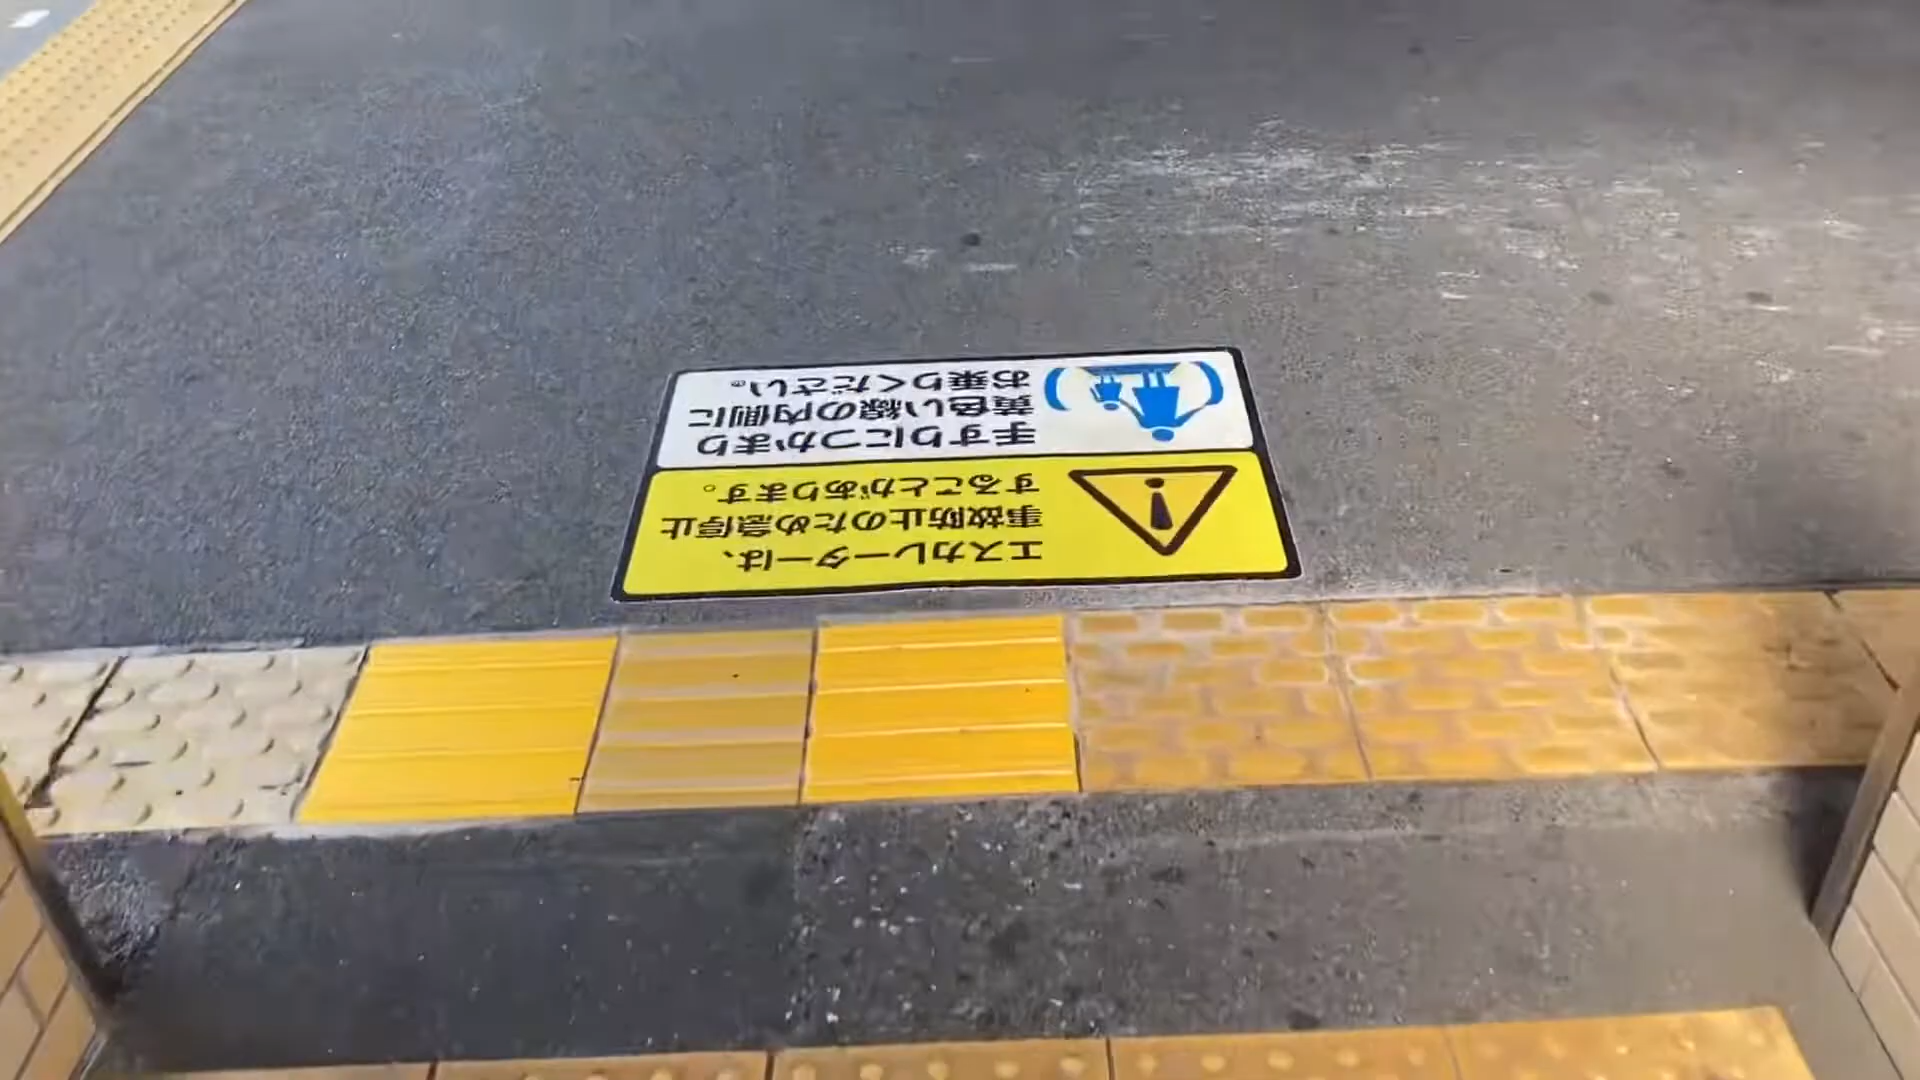 エスカレーターは、
事故防止のため急停止
することがあります。
手すりにつかまり
黄色い線の内側に
お乗りください。